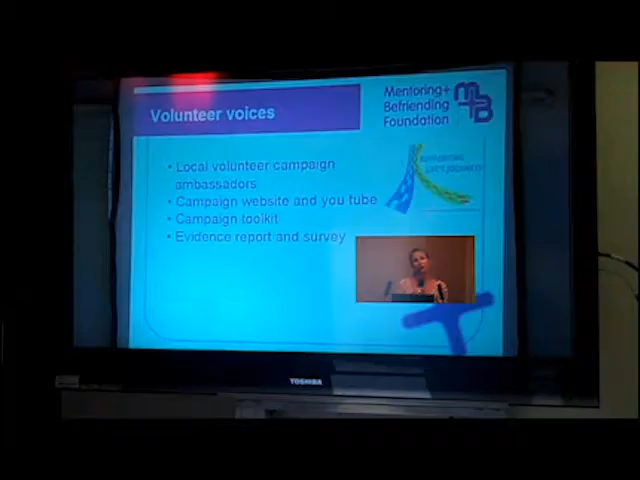 Volunteer voices
Mentoring+
Befriending
Foundation
M+B
• Local volunteer campaign
ambassadors
• Campaign website and you tube
• Campaign toolkit
• Evidence report and survey
TOSHIBA